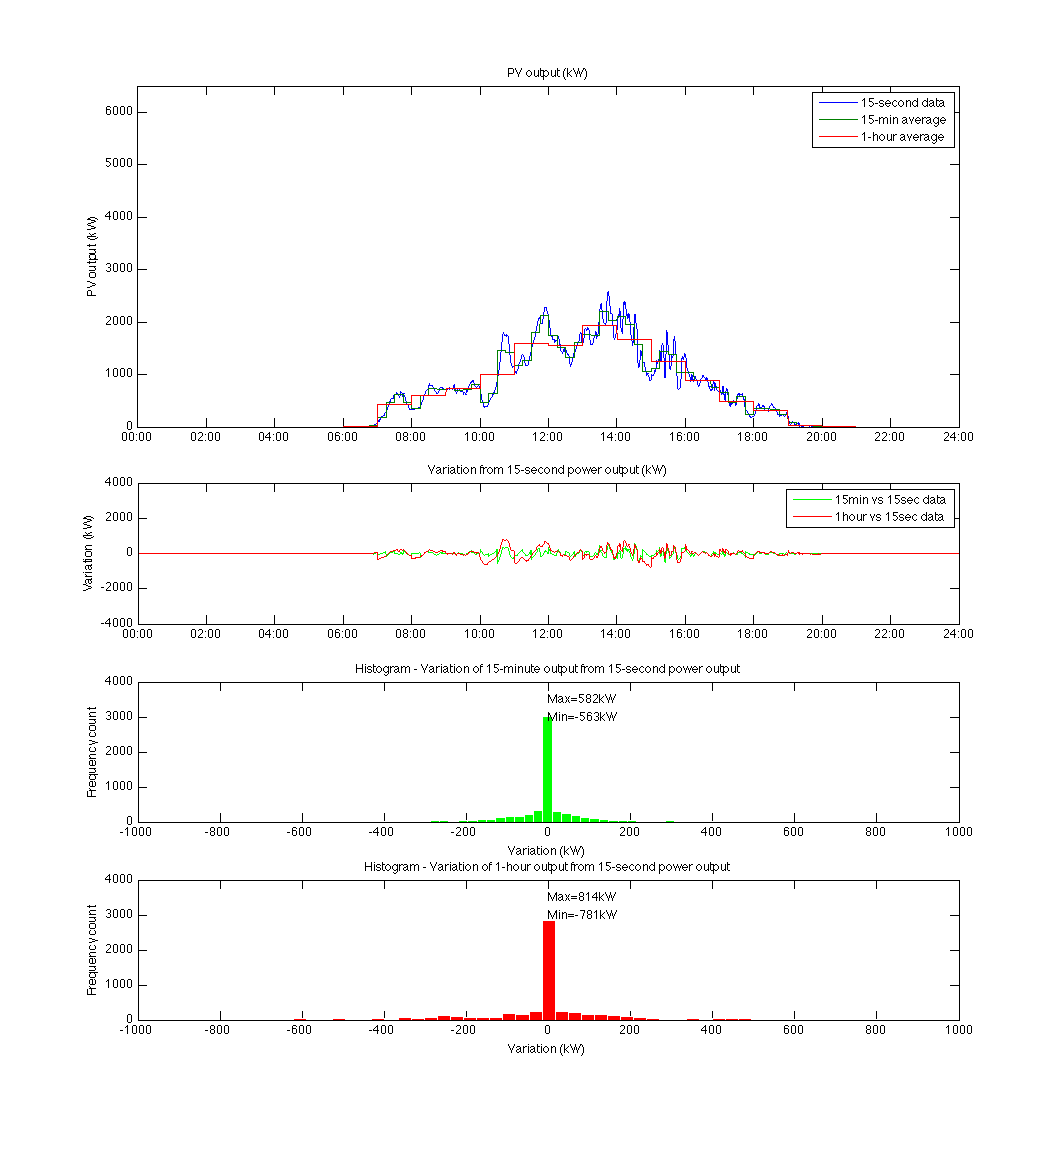 PV output (kW)
6000
5000
4000
3000
2000
1000
0
PV output (kW)
15-second data
15-min average
1-hour average
00:00 02:00 04:00 06:00 08:00 10:00 12:00 14:00 16:00 18:00 20:00 22:00 24:00
Variation from 15-second power output (kW)
4000
2000
0
-2000
-4000
Variation (kW)
15min vs 15sec data
1hour vs 15sec data
00:00 02:00 04:00 06:00 08:00 10:00 12:00 14:00 16:00 18:00 20:00 22:00 24:00
Histogram - Variation of 15-minute output from 15-second power output
4000
3000
2000
1000
0
Frequency count
Max=582kW
Min=-563kW
-1000 -800 -600 -400 -200 0 200 400 600 800 1000
Variation (kW)
Histogram - Variation of 1-hour output from 15-second power output
4000
3000
2000
1000
0
Frequency count
Max=814kW
Min=-781kW
-1000 -800 -600 -400 -200 0 200 400 600 800 1000
Variation (kW)